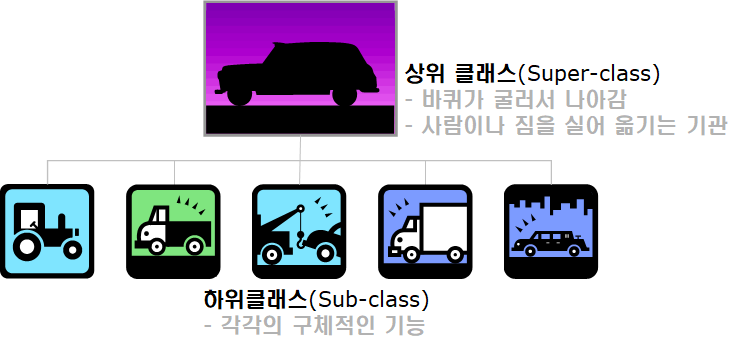 상위 클래스(Super-class)
- 바퀴가 굴러서 나아감
- 사람이나 짐을 실어 옮기는 기관
하위클래스(Sub-class)
- 각각의 구체적인 기능